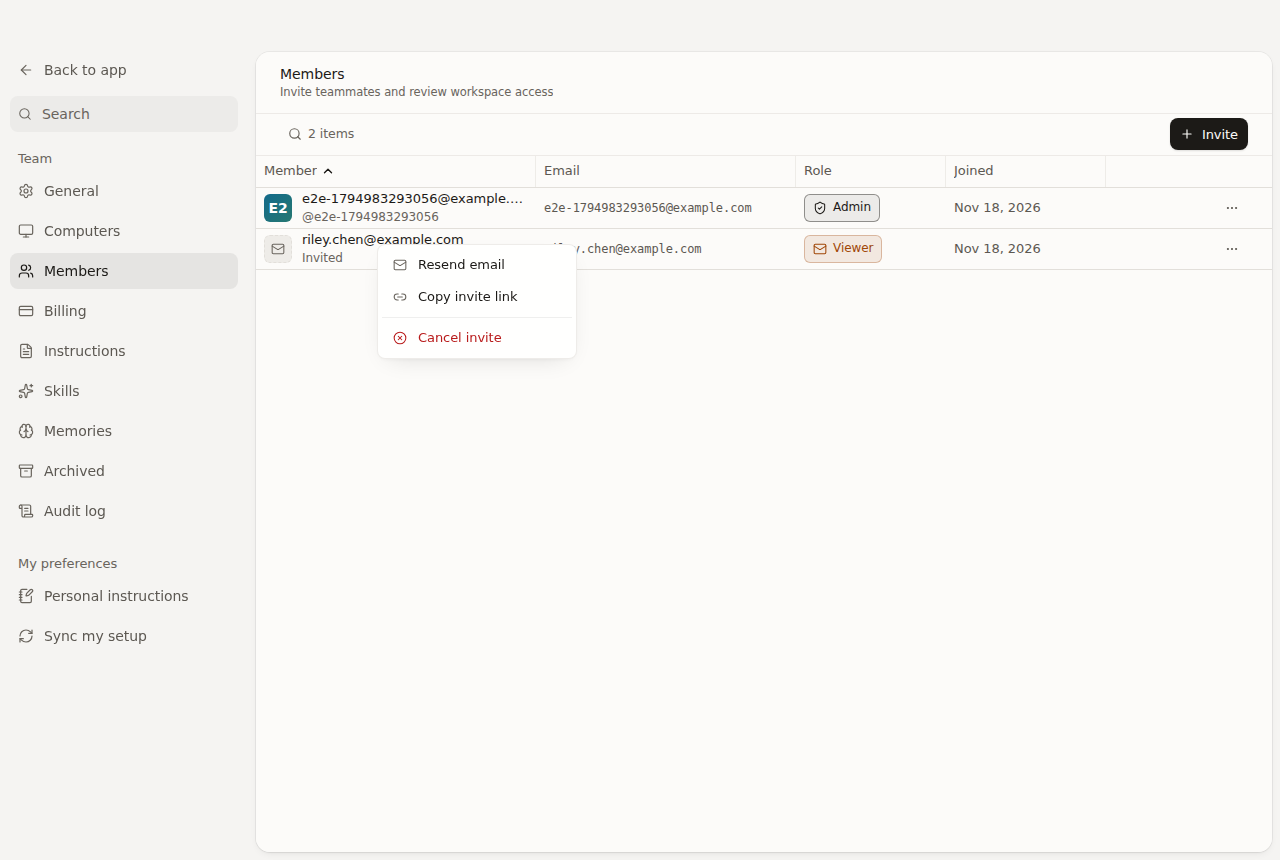 Back to app
Search
Team
General
Computers
Members
Billing
Instructions
Skills
Memories
Archived
Audit log
My preferences
Personal instructions
Sync my setup
Members
Invite teammates and review workspace access
2 items
Invite
Member Email Role Joined
E2 e2e-1794983293056@example.… e2e-1794983293056@example.com Admin Nov 18, 2026
@e2e-1794983293056
riley.chen@example.com .chen@example.com Viewer Nov 18, 2026
Invited
Resend email
Copy invite link
Cancel invite